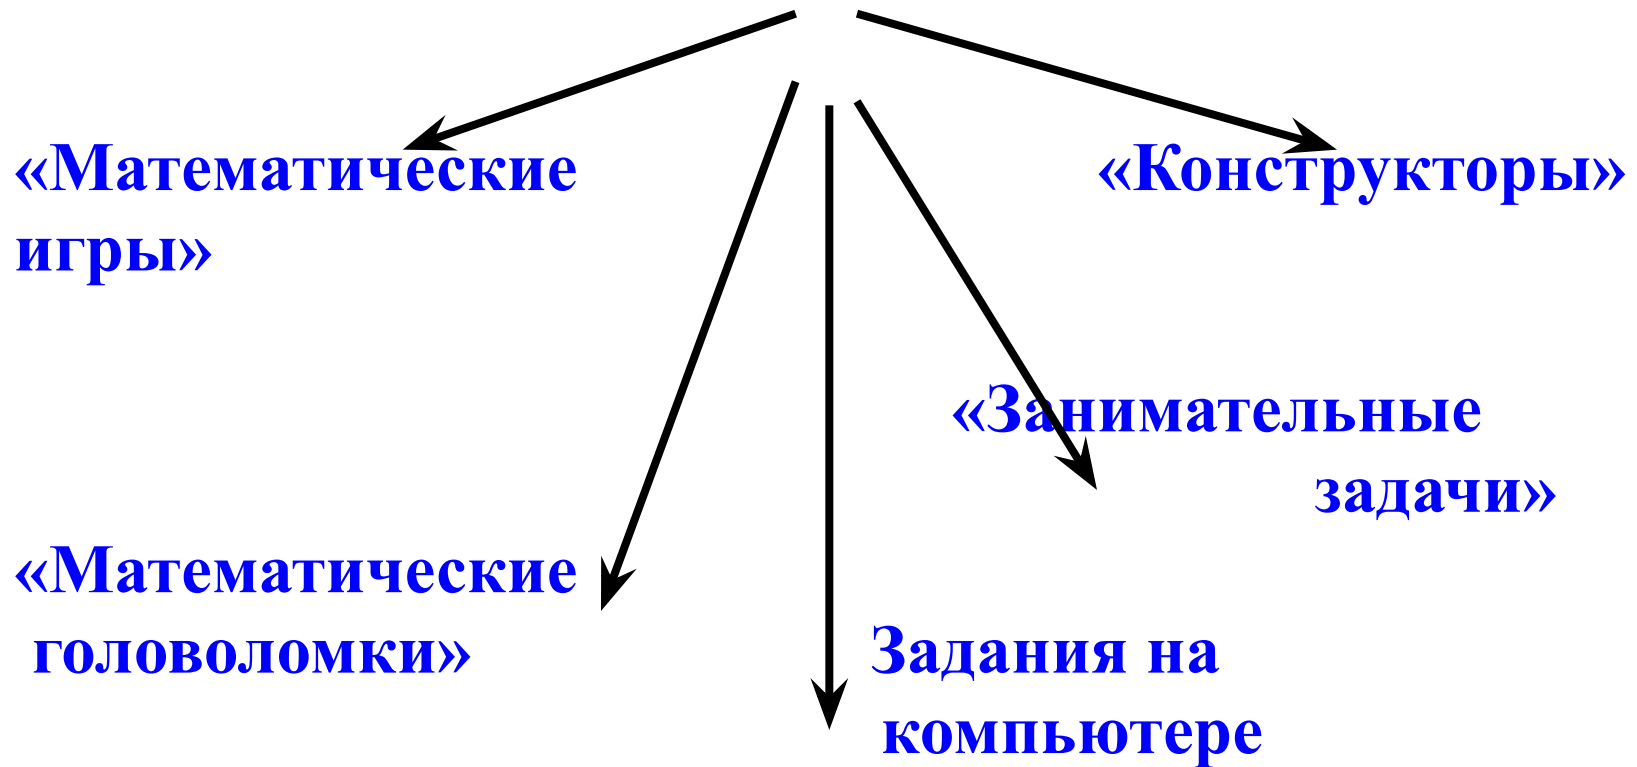 «Математические
игры»
«Конструкторы»
«Занимательные
задачи»
«Математические
головоломки»
Задания на
компьютере